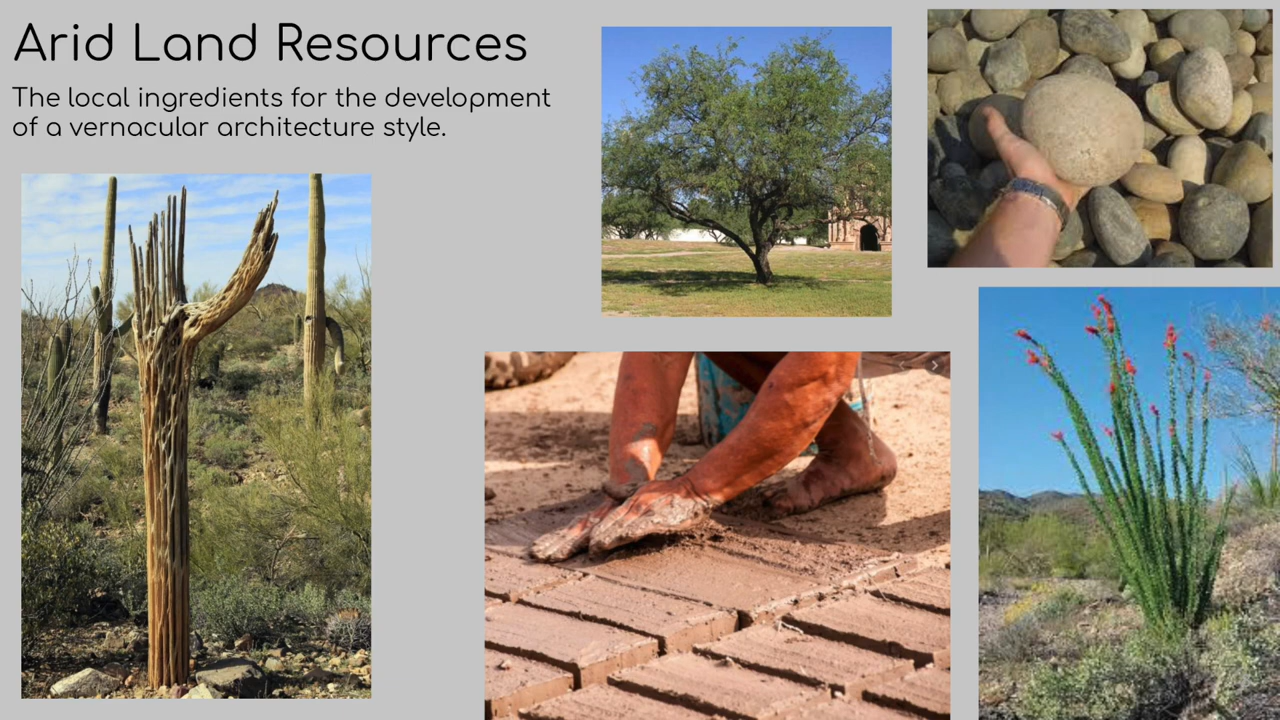 Arid Land Resources
The local ingredients for the development
of a vernacular architecture style.